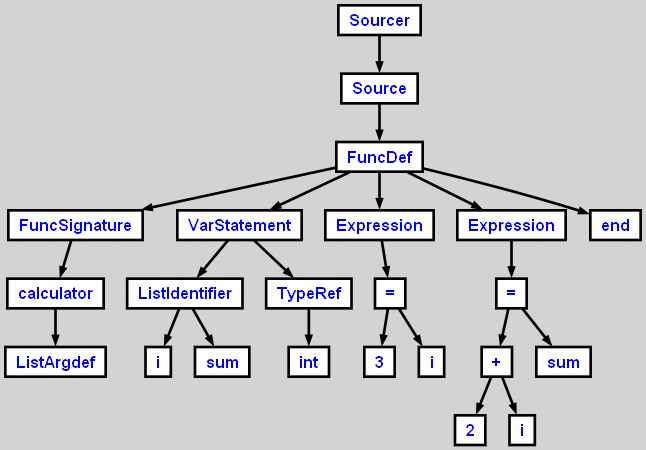 Sourcer
Source
FuncDef
FuncSignature VarStatement Expression Expression end
calculator ListIdentifier TypeRef = =
ListArgdef i sum int 3 i + sum
2 i